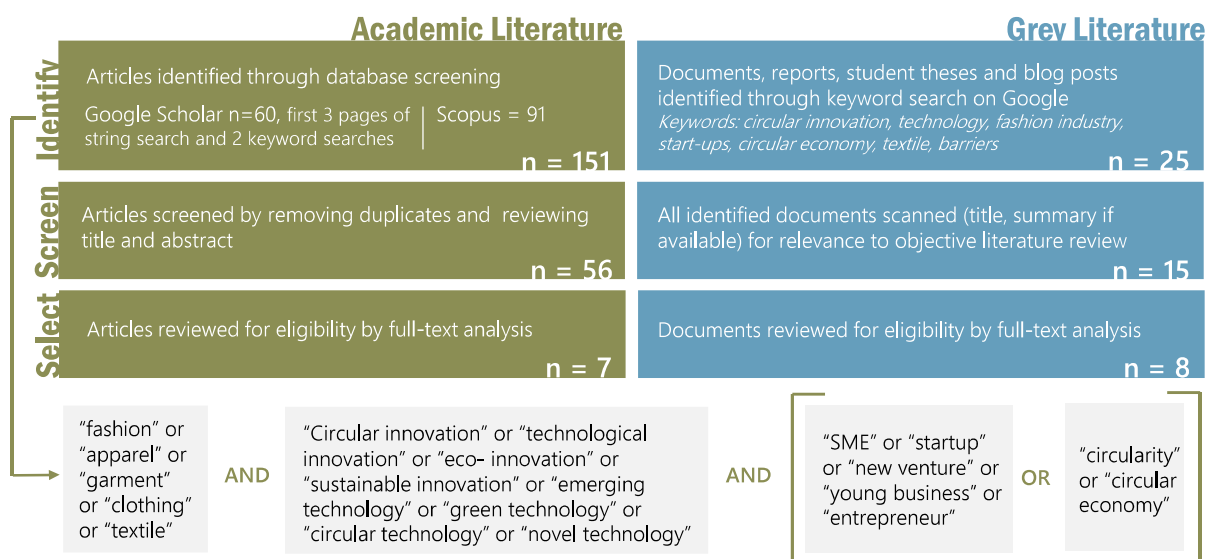 Academic Literature
Grey Literature
Identify
Articles identified through database screening
Google Scholar n=60, first 3 pages of
string search and 2 keyword searches
Scopus = 91
n = 151
Documents, reports, student theses and blog posts
identified through keyword search on Google
Keywords: circular innovation, technology, fashion industry,
start-ups, circular economy, textile, barriers
n = 25
Screen
Articles screened by removing duplicates and reviewing
title and abstract
n = 56
All identified documents scanned (title, summary if
available) for relevance to objective literature review
n = 15
Select
Articles reviewed for eligibility by full-text analysis
n = 7
Documents reviewed for eligibility by full-text analysis
n = 8
“fashion” or
“apparel” or
“garment”
or “clothing”
or “textile”
AND
“Circular innovation” or “technological
innovation” or “eco- innovation” or
“sustainable innovation” or “emerging
technology” or “green technology” or
“circular technology” or “novel technology”
AND
“SME” or “startup”
or “new venture” or
“young business” or
“entrepreneur”
OR
“circularity”
or “circular
economy”